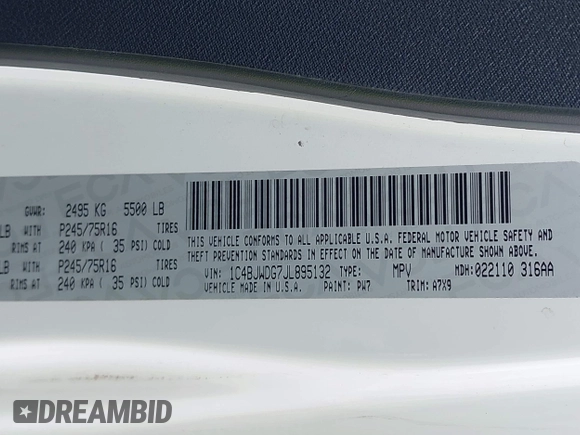 GVWR: 2495 KG 5500 LB
LB WITH P245/75R16 TIRES
RIMS AT 240 KPA ( 35 PSI) COLD
LB WITH P245/75R16 TIRES
RIMS AT 240 KPA ( 35 PSI) COLD
THIS VEHICLE CONFORMS TO ALL APPLICABLE U.S.A. FEDERAL MOTOR VEHICLE SAFETY AND
THEFT PREVENTION STANDARDS IN EFFECT ON THE DATE OF MANUFACTURE SHOWN ABOVE.
VIN: 1C4BJWDG7JL895132 TYPE: MPV MDH: 022110 316AA
VEHICLE MADE IN U.S.A. PAINT: PW7 TRIM: A7X9
DREAMBID